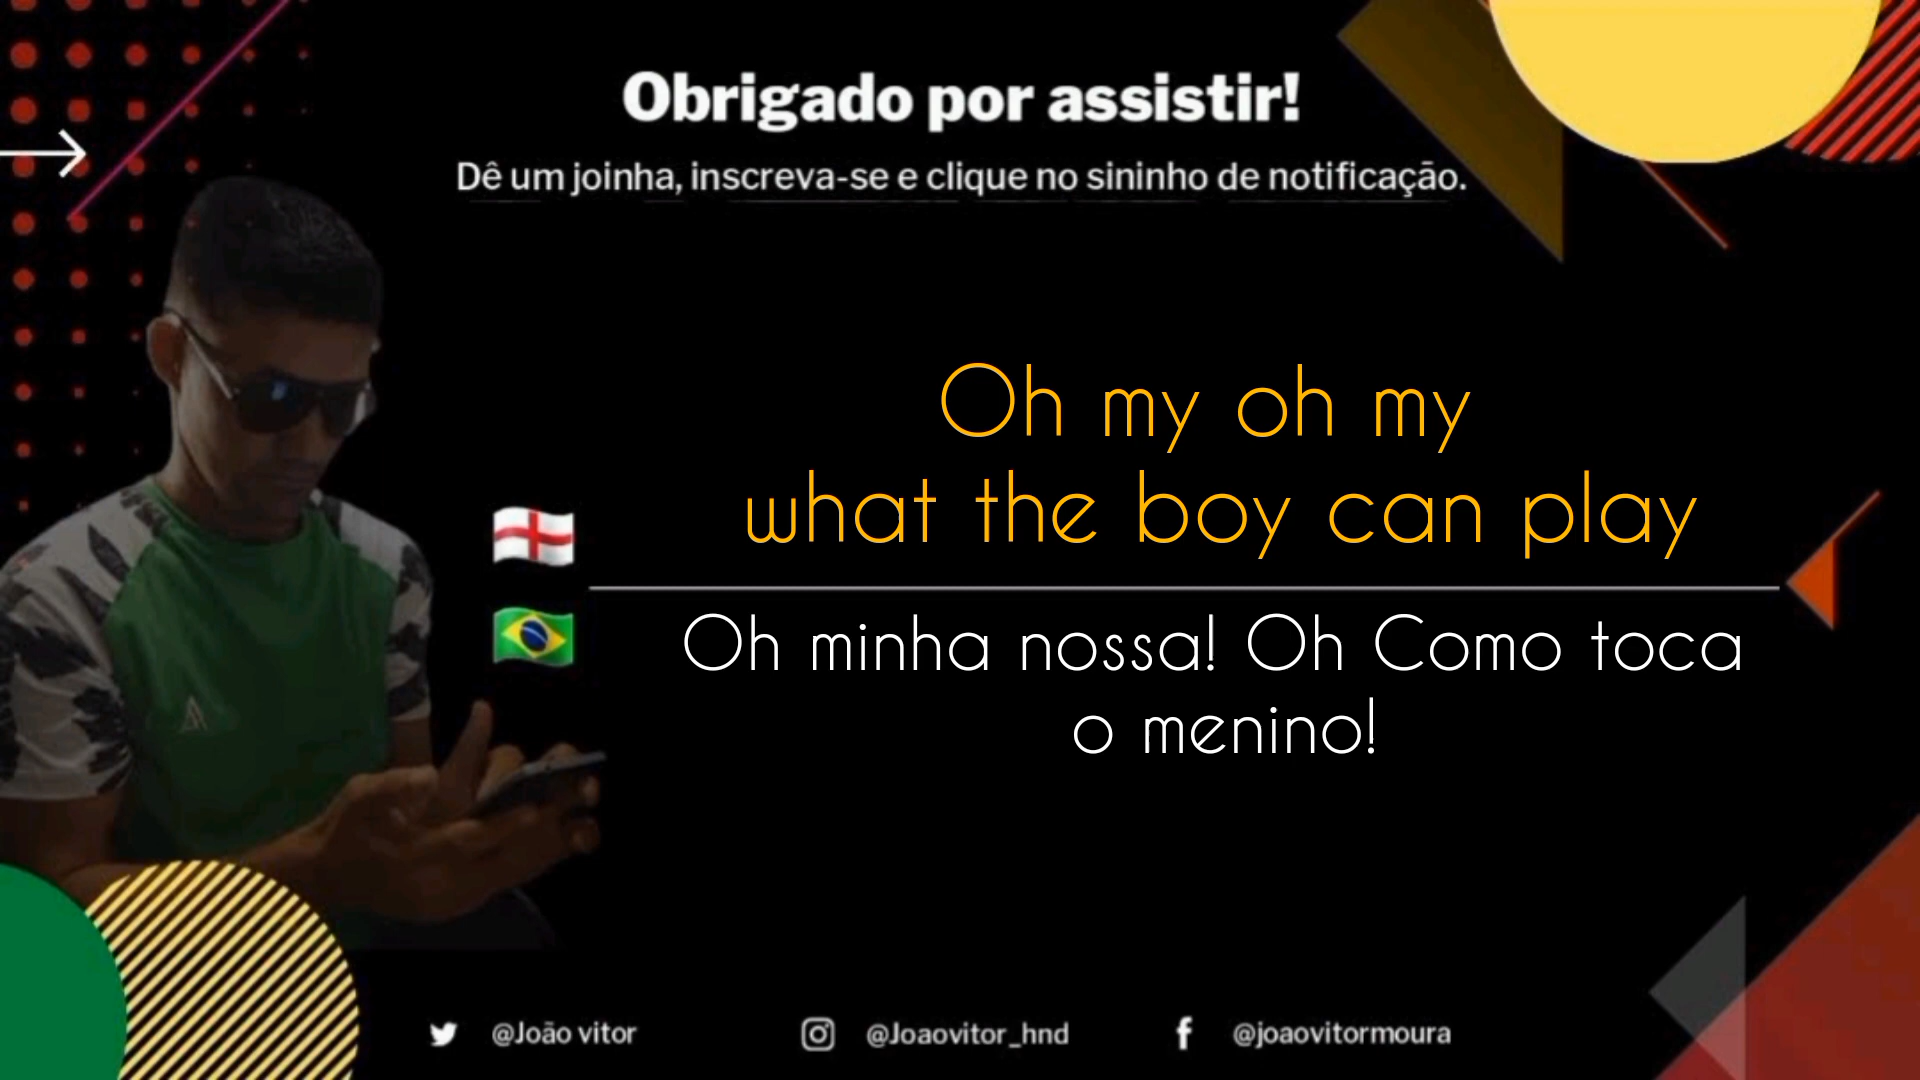 Obrigado por assistir!
Dê um joinha, inscreva-se e clique no sininho de notificação.
Oh my oh my
what the boy can play
Oh minha nossa! Oh Como toca
o menino!
@João vitor
@Joaovitor_hnd
@joaovitormoura